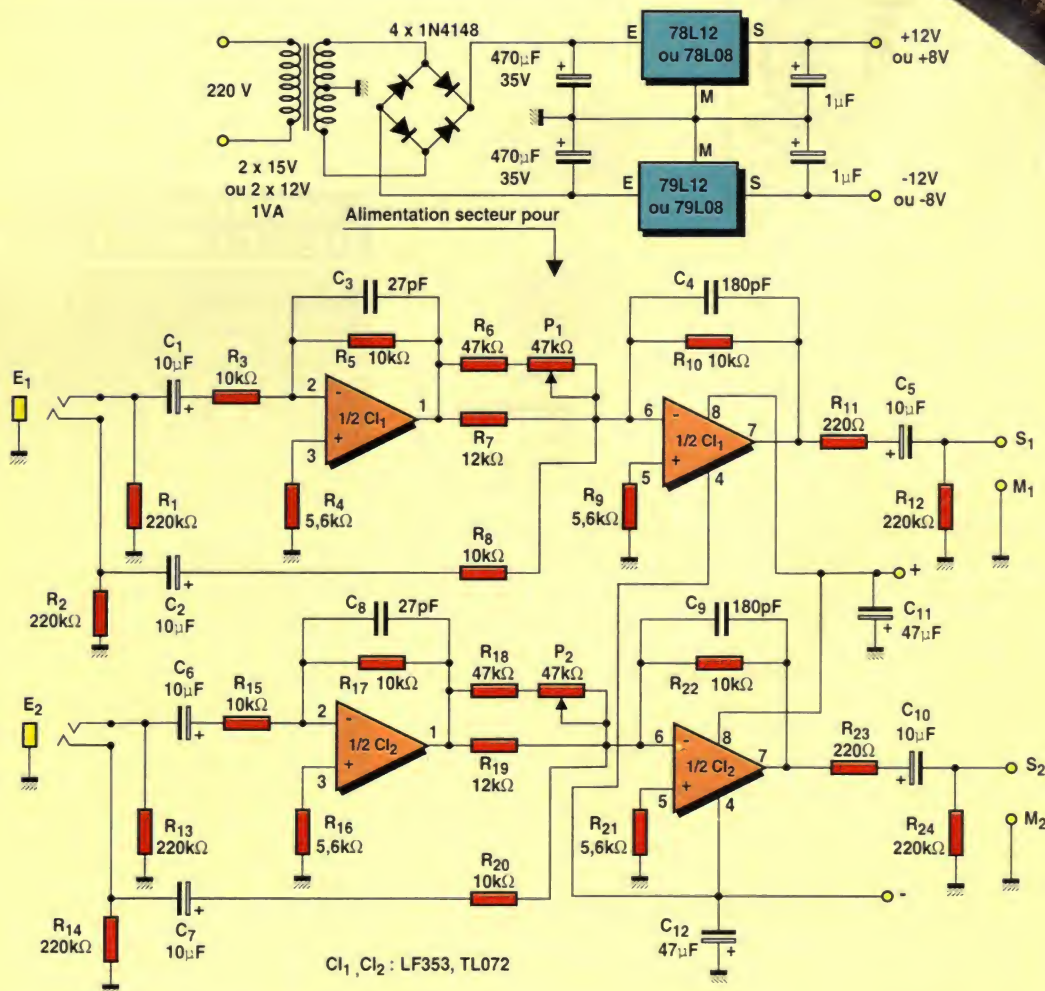 4 x 1N4148
220 V
2 x 15V
ou 2 x 12V
1VA
470µF
35V
470µF
35V
E
78L12
ou 78L08
S
M
M
E
79L12
ou 79L08
S
+
1µF
+
1µF
+12V
ou +8V
-12V
ou -8V
Alimentation secteur pour
E1
C1
10µF
+
R3
10kΩ
C3
27pF
R5
10kΩ
2
-
1/2 CI1
1
+
3
R6
47kΩ
P1
47kΩ
R7
12kΩ
C4
180pF
R10
10kΩ
6
-
8
1/2 CI1
7
+
5
4
R11
220Ω
C5
10µF
+
S1
R1
220kΩ
R4
5,6kΩ
R9
5,6kΩ
R12
220kΩ
M1
R8
10kΩ
R2
220kΩ
C2
10µF
+
+
C11
47µF
+
E2
C6
10µF
+
R15
10kΩ
C8
27pF
R17
10kΩ
2
-
1/2 CI2
1
+
3
R18
47kΩ
P2
47kΩ
R19
12kΩ
C9
180pF
R22
10kΩ
6
-
8
1/2 CI2
7
+
5
4
R23
220Ω
C10
10µF
+
S2
R13
220kΩ
R16
5,6kΩ
R21
5,6kΩ
R24
220kΩ
M2
R20
10kΩ
R14
220kΩ
C7
10µF
+
-
C12
47µF
+
CI1 ,CI2 : LF353, TL072